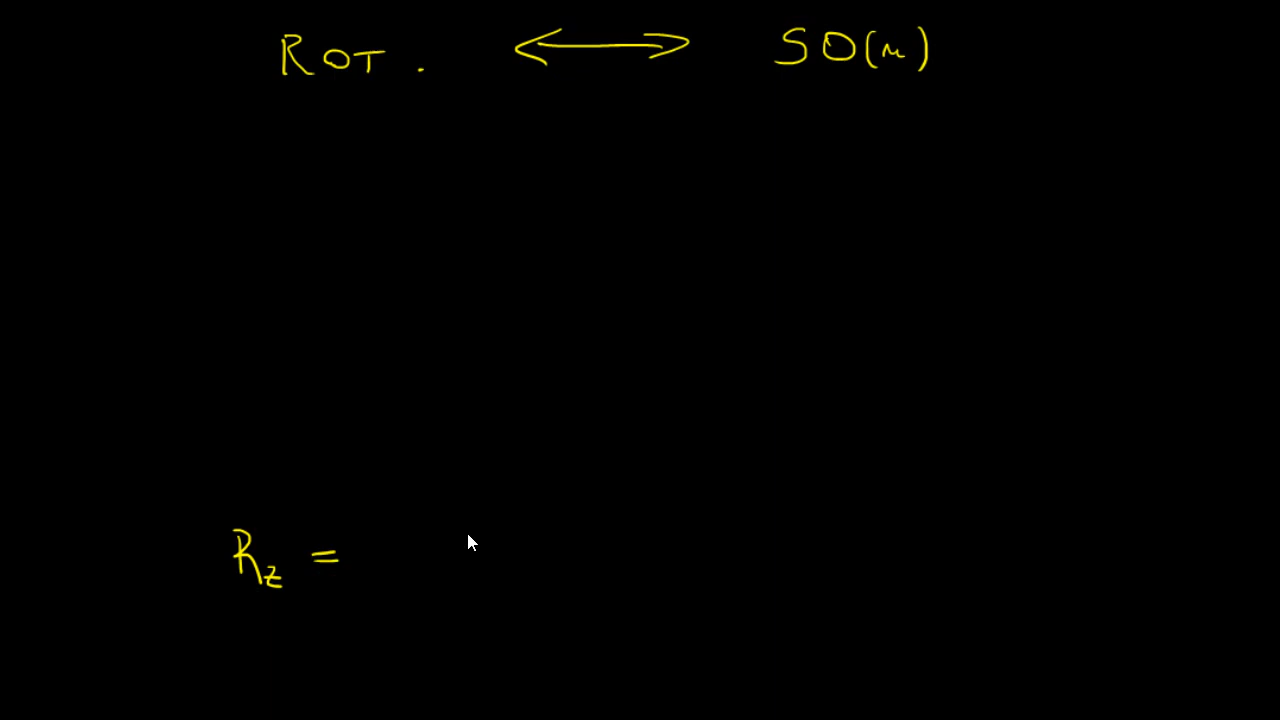 ROT. ⟷ SO(n)
R_z =